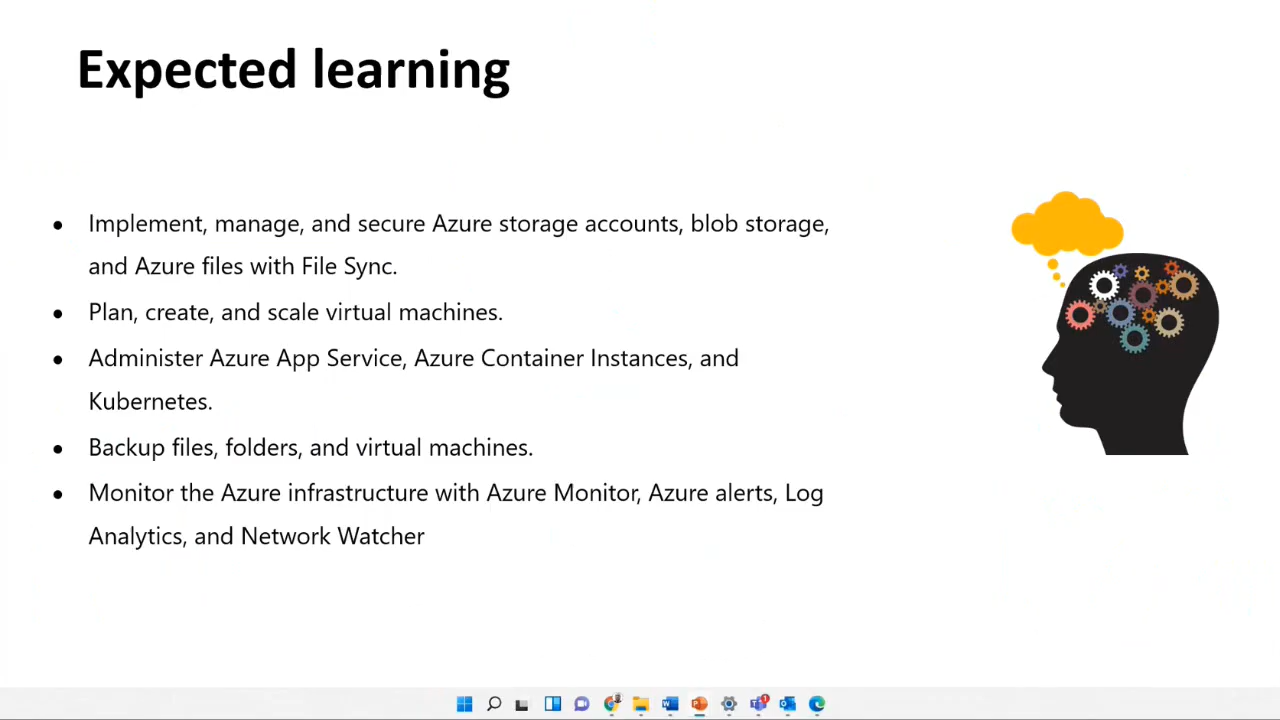 Expected learning
• Implement, manage, and secure Azure storage accounts, blob storage,
and Azure files with File Sync.
• Plan, create, and scale virtual machines.
• Administer Azure App Service, Azure Container Instances, and
Kubernetes.
• Backup files, folders, and virtual machines.
• Monitor the Azure infrastructure with Azure Monitor, Azure alerts, Log
Analytics, and Network Watcher